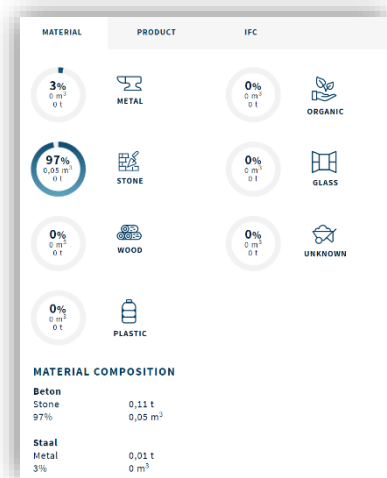 MATERIAL PRODUCT IFC
3%
0 m³
0 t
METAL
0%
0 m³
0 t
ORGANIC
97%
0,05 m³
0 t
STONE
0%
0 m³
0 t
GLASS
0%
0 m³
0 t
WOOD
0%
0 m³
0 t
UNKNOWN
0%
0 m³
0 t
PLASTIC
MATERIAL COMPOSITION
Beton
Stone 0,11 t
97% 0,05 m³
Staal
Metal 0,01 t
3% 0 m³